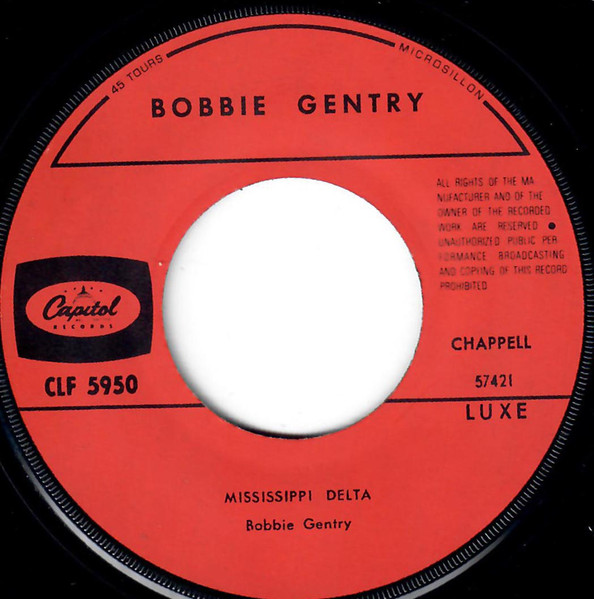 45 TOURS
MICROSILLON
BOBBIE GENTRY
ALL RIGHTS OF THE MA
NUFACTURER AND OF THE
OWNER OF THE RECORDED
WORK ARE RESERVED ●
UNAUTHORIZED PUBLIC PER
FORMANCE BROADCASTING
AND COPYING OF THIS RECORD
PROHIBITED
Capitol
RECORDS
CHAPPELL
CLF 5950
57421
LUXE
MISSISSIPPI DELTA
Bobbie Gentry